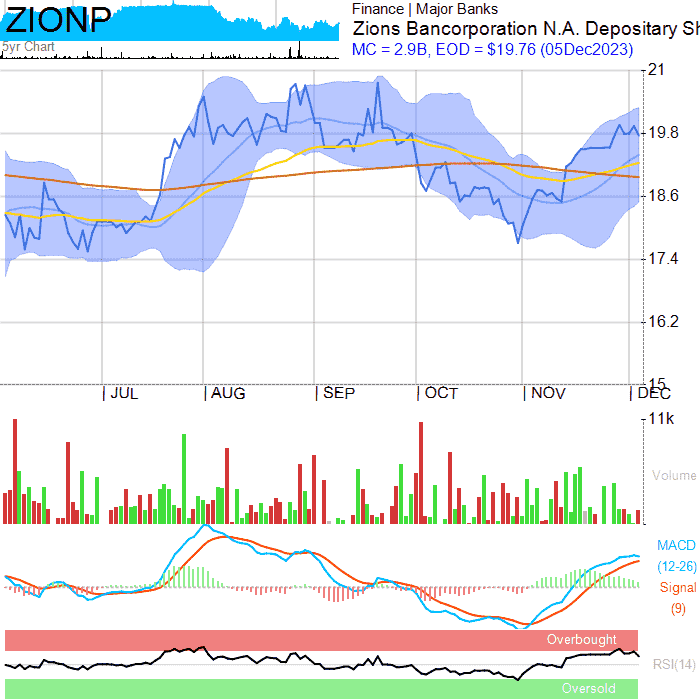 ZIONP
5yr Chart
Finance | Major Banks
Zions Bancorporation N.A. Depositary Sh
MC = 2.9B, EOD = $19.76 (05Dec2023)
21
19.8
18.6
17.4
16.2
15
| JUL | AUG | SEP | OCT | NOV | DEC
11k
Volume
MACD
(12-26)
Signal
(9)
Overbought
RSI(14)
Oversold